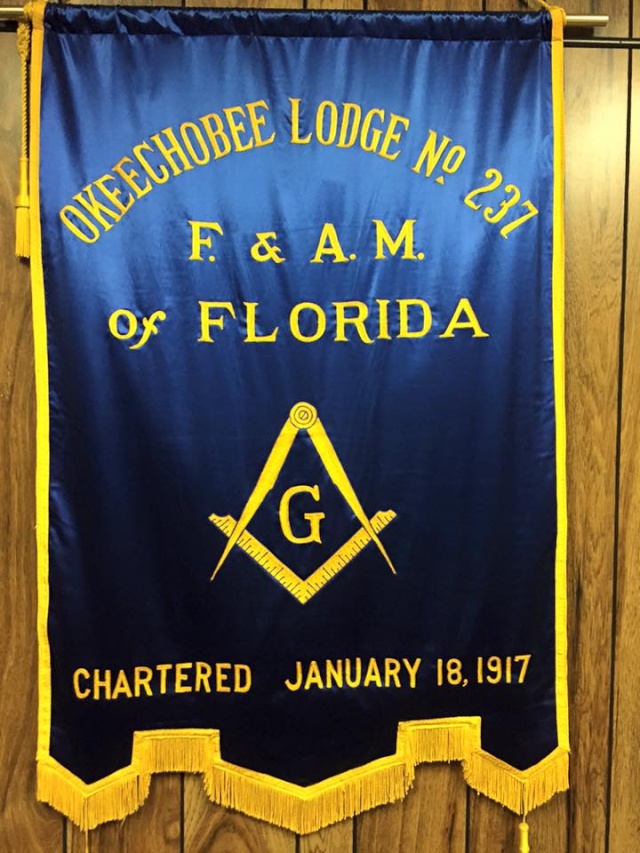 OKEECHOBEE LODGE No 237
F. & A. M.
of FLORIDA
G
CHARTERED JANUARY 18, 1917